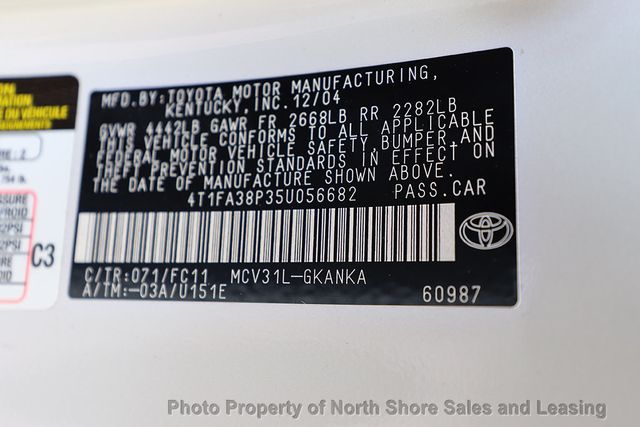 MFD.BY:TOYOTA MOTOR MANUFACTURING,
KENTUCKY,INC.12/04
GVWR 4442LB GAWR FR 2668LB RR 2282LB
THIS VEHICLE CONFORMS TO ALL APPLICABLE
FEDERAL MOTOR VEHICLE SAFETY,BUMPER,AND
THEFT PREVENTION STANDARDS IN EFFECT ON
THE DATE OF MANUFACTURE SHOWN ABOVE.
4T1FA38P35U056682 PASS.CAR
C/TR:071/FC11 MCV31L-GKANKA
A/TM:-03A/U151E
60987
DU VÉHICULE
C3
Photo Property of North Shore Sales and Leasing